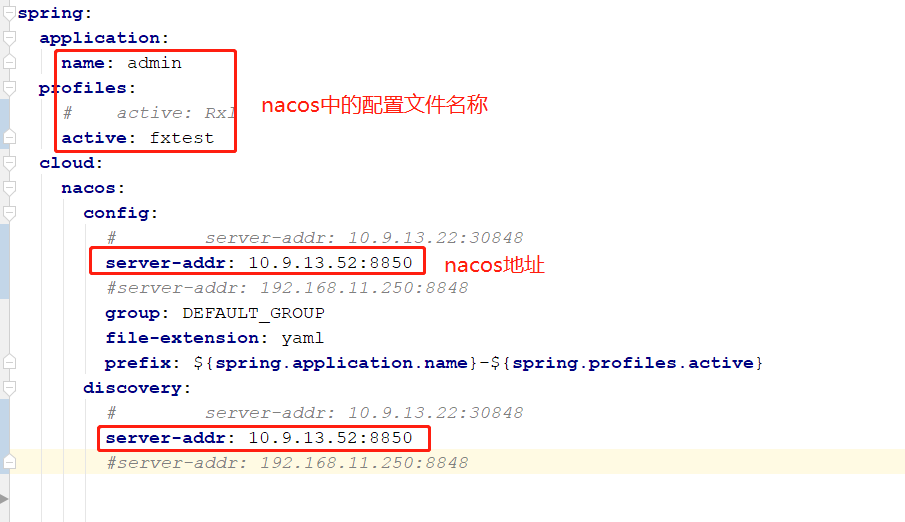 spring:
  application:
    name: admin
  profiles:
    #    active: Rxl
    active: fxtest
nacos中的配置文件名称
  cloud:
    nacos:
      config:
        #        server-addr: 10.9.13.22:30848
        server-addr: 10.9.13.52:8850
nacos地址
        #server-addr: 192.168.11.250:8848
        group: DEFAULT_GROUP
        file-extension: yaml
        prefix: ${spring.application.name}-${spring.profiles.active}
      discovery:
        #        server-addr: 10.9.13.22:30848
        server-addr: 10.9.13.52:8850
        #server-addr: 192.168.11.250:8848